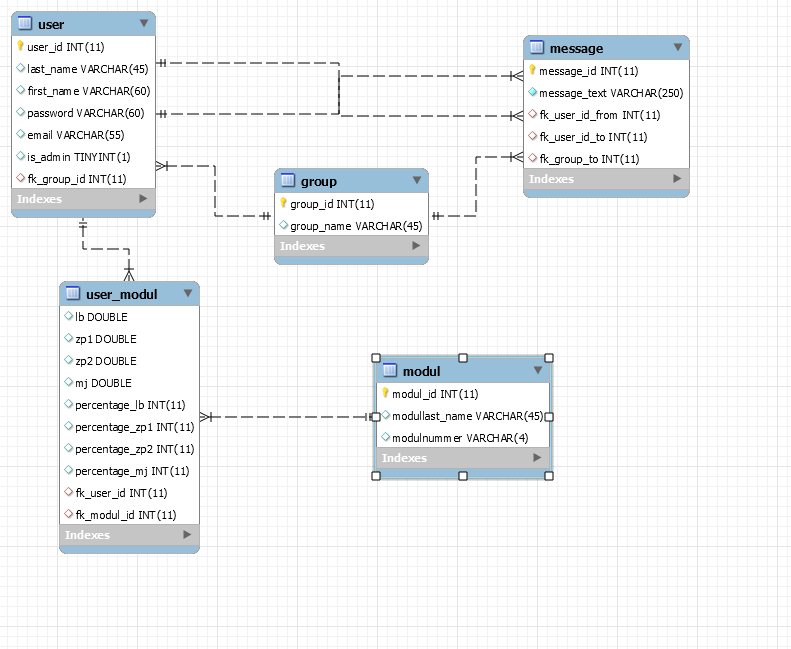 user
user_id INT(11)
last_name VARCHAR(45)
first_name VARCHAR(60)
password VARCHAR(60)
email VARCHAR(55)
is_admin TINYINT(1)
fk_group_id INT(11)
Indexes
message
message_id INT(11)
message_text VARCHAR(250)
fk_user_id_from INT(11)
fk_user_id_to INT(11)
fk_group_to INT(11)
Indexes
group
group_id INT(11)
group_name VARCHAR(45)
Indexes
user_modul
lb DOUBLE
zp1 DOUBLE
zp2 DOUBLE
mj DOUBLE
percentage_lb INT(11)
percentage_zp1 INT(11)
percentage_zp2 INT(11)
percentage_mj INT(11)
fk_user_id INT(11)
fk_modul_id INT(11)
Indexes
modul
modul_id INT(11)
modullast_name VARCHAR(45)
modulnummer VARCHAR(4)
Indexes